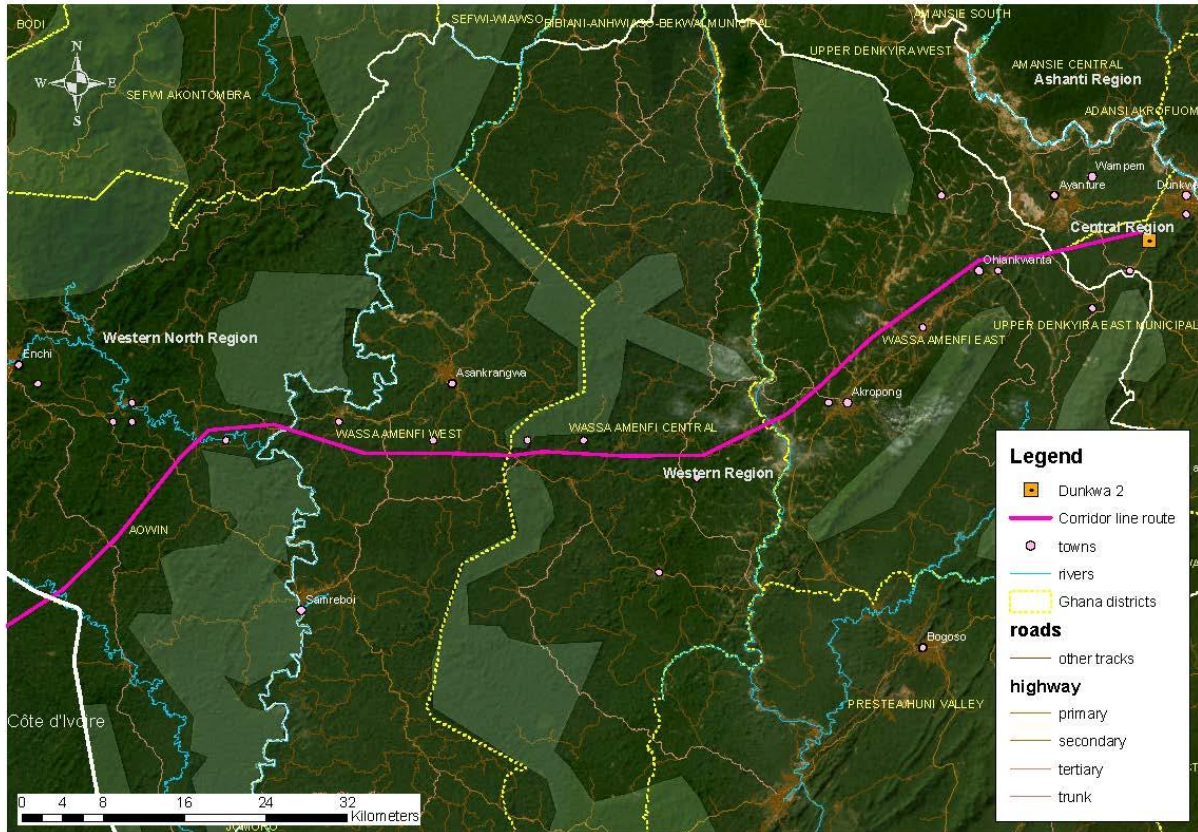 BODI
SEFWI-WIAWSO
BIBIANI-ANHWIASO-BEKWAI MUNICIPAL
AMANSIE SOUTH
N
W E
S
UPPER DENKYIRA WEST
AMANSIE CENTRAL
Ashanti Region
SEFWI AKONTOMBRA
ADANSI AKROFUOM
Wampem
Ayanfure
Central Region
Ohiankwanta
UPPER DENKYIRA EAST MUNICIPAL
Western North Region
WASSA AMENFI EAST
Enchi
Asankrangwa
Akropong
WASSA AMENFI WEST
WASSA AMENFI CENTRAL
Western Region
AOWIN
Samreboi
Bogoso
PRESTEA/HUNI VALLEY
Côte d'Ivoire
JOMORO
Legend
Dunkwa 2
Corridor line route
towns
rivers
Ghana districts
roads
other tracks
highway
primary
secondary
tertiary
trunk
0 4 8 16 24 32
Kilometers